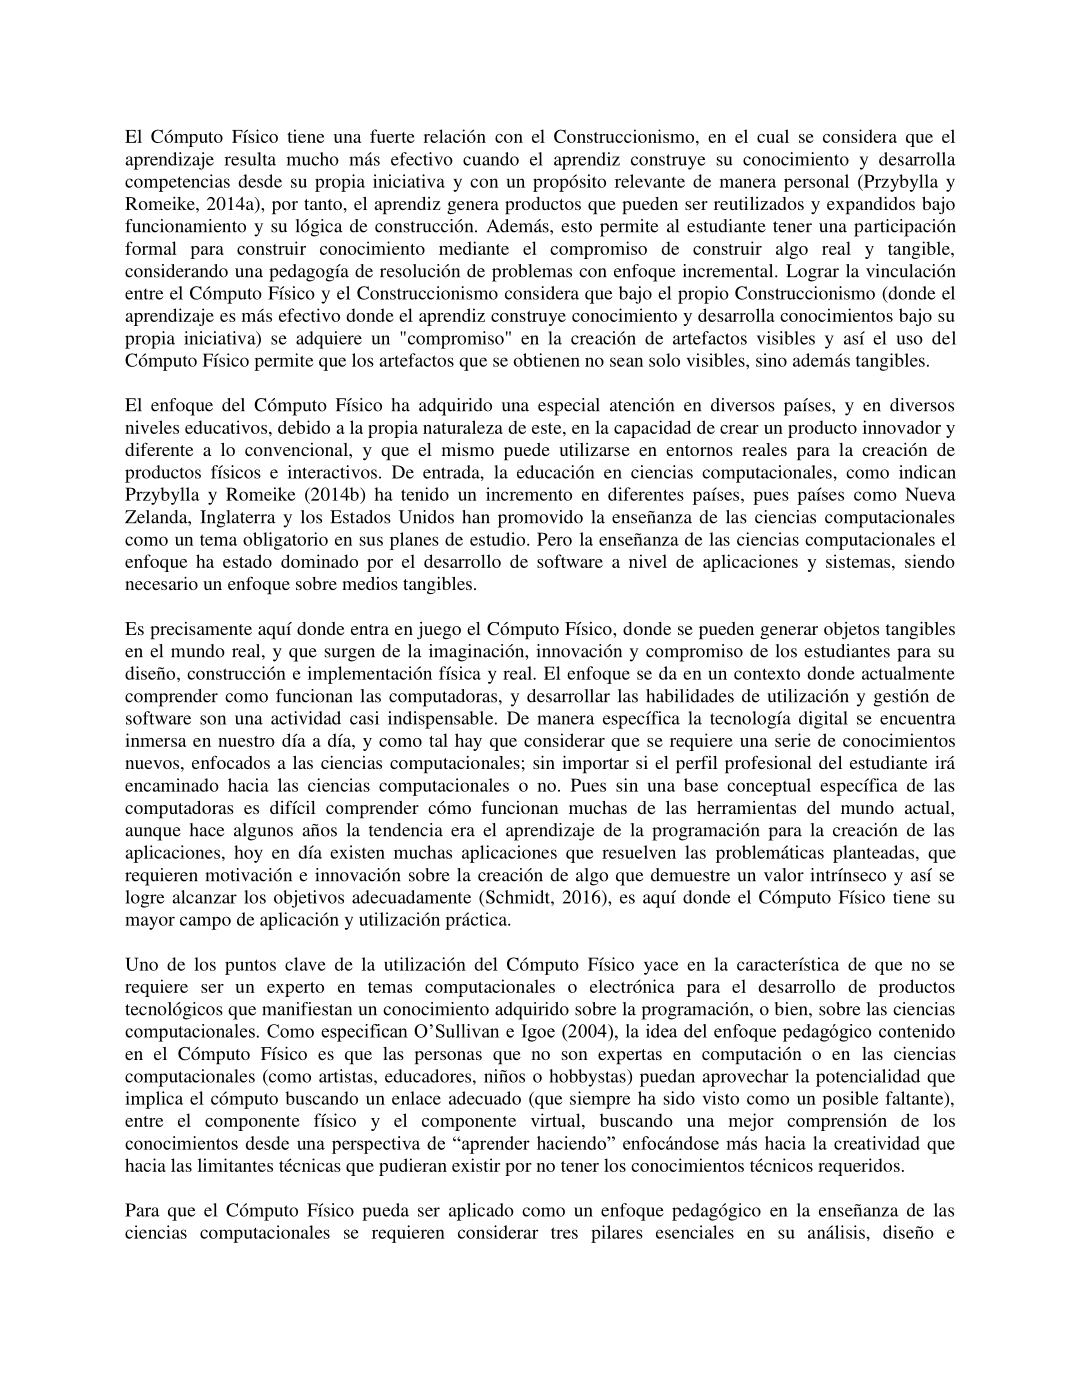 El Cómputo Físico tiene una fuerte relación con el Construccionismo, en el cual se considera que el
aprendizaje resulta mucho más efectivo cuando el aprendiz construye su conocimiento y desarrolla
competencias desde su propia iniciativa y con un propósito relevante de manera personal (Przybylla y
Romeike, 2014a), por tanto, el aprendiz genera productos que pueden ser reutilizados y expandidos bajo
funcionamiento y su lógica de construcción. Además, esto permite al estudiante tener una participación
formal para construir conocimiento mediante el compromiso de construir algo real y tangible,
considerando una pedagogía de resolución de problemas con enfoque incremental. Lograr la vinculación
entre el Cómputo Físico y el Construccionismo considera que bajo el propio Construccionismo (donde el
aprendizaje es más efectivo donde el aprendiz construye conocimiento y desarrolla conocimientos bajo su
propia iniciativa) se adquiere un "compromiso" en la creación de artefactos visibles y así el uso del
Cómputo Físico permite que los artefactos que se obtienen no sean solo visibles, sino además tangibles.
El enfoque del Cómputo Físico ha adquirido una especial atención en diversos países, y en diversos
niveles educativos, debido a la propia naturaleza de este, en la capacidad de crear un producto innovador y
diferente a lo convencional, y que el mismo puede utilizarse en entornos reales para la creación de
productos físicos e interactivos. De entrada, la educación en ciencias computacionales, como indican
Przybylla y Romeike (2014b) ha tenido un incremento en diferentes países, pues países como Nueva
Zelanda, Inglaterra y los Estados Unidos han promovido la enseñanza de las ciencias computacionales
como un tema obligatorio en sus planes de estudio. Pero la enseñanza de las ciencias computacionales el
enfoque ha estado dominado por el desarrollo de software a nivel de aplicaciones y sistemas, siendo
necesario un enfoque sobre medios tangibles.
Es precisamente aquí donde entra en juego el Cómputo Físico, donde se pueden generar objetos tangibles
en el mundo real, y que surgen de la imaginación, innovación y compromiso de los estudiantes para su
diseño, construcción e implementación física y real. El enfoque se da en un contexto donde actualmente
comprender como funcionan las computadoras, y desarrollar las habilidades de utilización y gestión de
software son una actividad casi indispensable. De manera específica la tecnología digital se encuentra
inmersa en nuestro día a día, y como tal hay que considerar que se requiere una serie de conocimientos
nuevos, enfocados a las ciencias computacionales; sin importar si el perfil profesional del estudiante irá
encaminado hacia las ciencias computacionales o no. Pues sin una base conceptual específica de las
computadoras es difícil comprender cómo funcionan muchas de las herramientas del mundo actual,
aunque hace algunos años la tendencia era el aprendizaje de la programación para la creación de las
aplicaciones, hoy en día existen muchas aplicaciones que resuelven las problemáticas planteadas, que
requieren motivación e innovación sobre la creación de algo que demuestre un valor intrínseco y así se
logre alcanzar los objetivos adecuadamente (Schmidt, 2016), es aquí donde el Cómputo Físico tiene su
mayor campo de aplicación y utilización práctica.
Uno de los puntos clave de la utilización del Cómputo Físico yace en la característica de que no se
requiere ser un experto en temas computacionales o electrónica para el desarrollo de productos
tecnológicos que manifiestan un conocimiento adquirido sobre la programación, o bien, sobre las ciencias
computacionales. Como especifican O’Sullivan e Igoe (2004), la idea del enfoque pedagógico contenido
en el Cómputo Físico es que las personas que no son expertas en computación o en las ciencias
computacionales (como artistas, educadores, niños o hobbystas) puedan aprovechar la potencialidad que
implica el cómputo buscando un enlace adecuado (que siempre ha sido visto como un posible faltante),
entre el componente físico y el componente virtual, buscando una mejor comprensión de los
conocimientos desde una perspectiva de “aprender haciendo” enfocándose más hacia la creatividad que
hacia las limitantes técnicas que pudieran existir por no tener los conocimientos técnicos requeridos.
Para que el Cómputo Físico pueda ser aplicado como un enfoque pedagógico en la enseñanza de las
ciencias computacionales se requieren considerar tres pilares esenciales en su análisis, diseño e